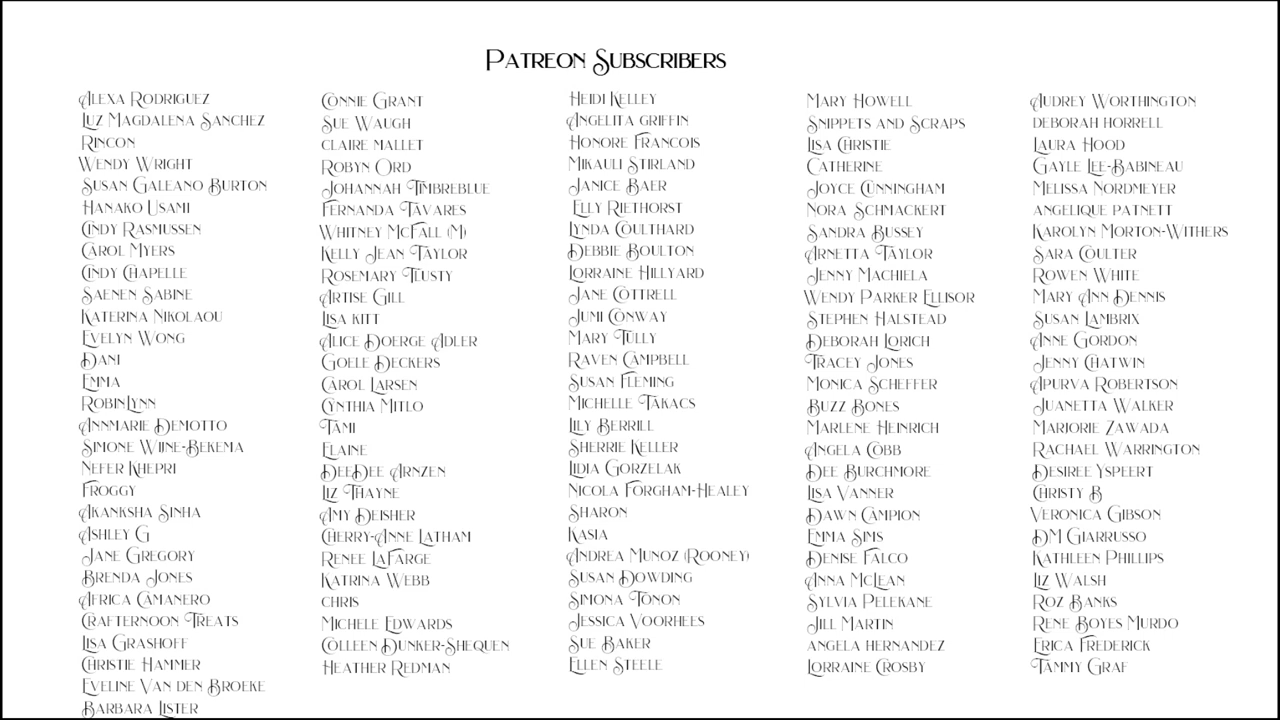 Patreon Subscribers
Alexa Rodriguez
Luz Magdalena Sanchez
Rincon
Wendy Wright
Susan Galeano Burton
Hanako Usami
Cindy Rasmussen
Carol Myers
Cindy Chapelle
Saenen Sabine
Katerina Nikolaou
Evelyn Wong
Dani
Emma
RobinLynn
Annmarie Demotto
Simone Wijne-Bekema
Nefer Khepri
Froggy
Akanksha Sinha
Ashley G
Jane Gregory
Brenda Jones
Africa Camanero
Crafternoon Treats
Lisa Grashoff
Christie Hammer
Eveline Van den Broeke
Barbara Lister
Connie Grant
Sue Waugh
claire mallet
Robyn Ord
Johannah Timbreblue
Fernanda Tavares
Whitney McFall (M)
Kelly Jean Taylor
Rosemary Tlusty
Artise Gill
Lisa kitt
Alice Doerge Adler
Goele Deckers
Carol Larsen
Cynthia Mitlo
Tami
Elaine
DeeDee Arnzen
Liz Thayne
Amy Deisher
Cherry-Anne Latham
Renee LaFarge
Katrina Webb
chris
Michele Edwards
Colleen Dunker-Shequen
Heather Redman
Heidi Kelley
Angelita griffin
Honore Francois
Mikauli Stirland
Janice Baer
Elly Riethorst
Lynda Coulthard
Debbie Boulton
Lorraine Hillyard
Jane Cottrell
Jumi Conway
Mary Tully
Raven Campbell
Susan Fleming
Michelle Takacs
Lily Berrill
Sherrie Keller
Lidia Gorzelak
Nicola Forgham-Healey
Sharon
Kasia
Andrea Munoz (Rooney)
Susan Dowding
Simona Tonon
Jessica Voorhees
Sue Baker
Ellen Steele
Mary Howell
Snippets and Scraps
Lisa Christie
Catherine
Joyce Cunningham
Nora Schmackert
Sandra Bussey
Arnetta Taylor
Jenny Machiela
Wendy Parker Ellisor
Stephen Halstead
Deborah Lorich
Tracey Jones
Monica Scheffer
Buzz Bones
Marlene Heinrich
Angela Cobb
Dee Burchmore
Lisa Vanner
Dawn Campion
Emma Sims
Denise Falco
Anna McLean
Sylvia Pelekane
Jill Martin
angela hernandez
Lorraine Crosby
Audrey Worthington
deborah horrell
Laura Hood
Gayle Lee-Babineau
Melissa Nordmeyer
angelique patnett
Karolyn Morton-Withers
Sara Coulter
Rowen White
Mary Ann Dennis
Susan Lambrix
Anne Gordon
Jenny Chatwin
Apurva Robertson
Juanetta Walker
Marjorie Zawada
Rachael Warrington
Desiree Yspeert
Christy B
Veronica Gibson
DM Giarrusso
Kathleen Phillips
Liz Walsh
Roz Banks
Rene Boyes Murdo
Erica Frederick
Tammy Graf